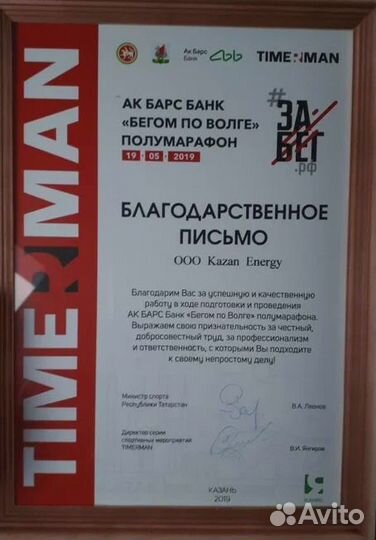 TIMERMAN
Ак Барс
Банк
TIMERMAN
АК БАРС БАНК
«БЕГОМ ПО ВОЛГЕ»
ПОЛУМАРАФОН
19 • 05 • 2019
#ЗА
БЕГ
.РФ
БЛАГОДАРСТВЕННОЕ
ПИСЬМО
ООО Kazan Energy
Благодарим Вас за успешную и качественную
работу в ходе подготовки и проведения
АК БАРС Банк «Бегом по Волге» полумарафона.
Выражаем свою признательность за честный,
добросовестный труд, за профессионализм
и ответственность, с которыми Вы подходите
к своему непростому делу!
Министр спорта
Республики Татарстан
В.А. Леонов
Директор серии
спортивных мероприятий
TIMERMAN
В.И. Янгиров
КАЗАНЬ
2019
Avito